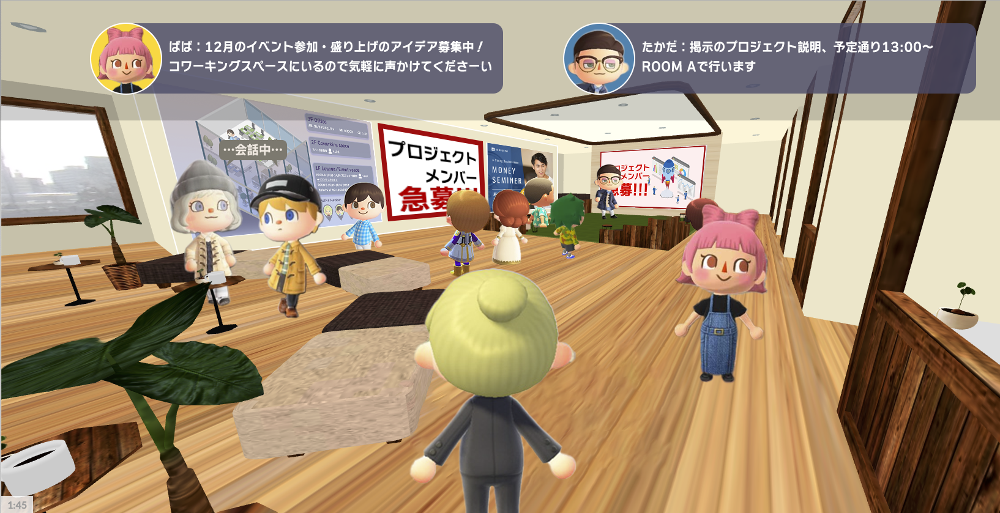 ばば：12月のイベント参加・盛り上げのアイデア募集中！
コワーキングスペースにいるので気軽に声かけてくださーい
たかだ：掲示のプロジェクト説明、予定通り13:00〜
ROOM Aで行います
…会話中…
3F Office
2F Coworking space
1F Lounge/Event space
Active Member
プロジェクト
メンバー
急募!!!
MONEY
SEMINER
ロジェクト
メンバー
急募!!!
1:45